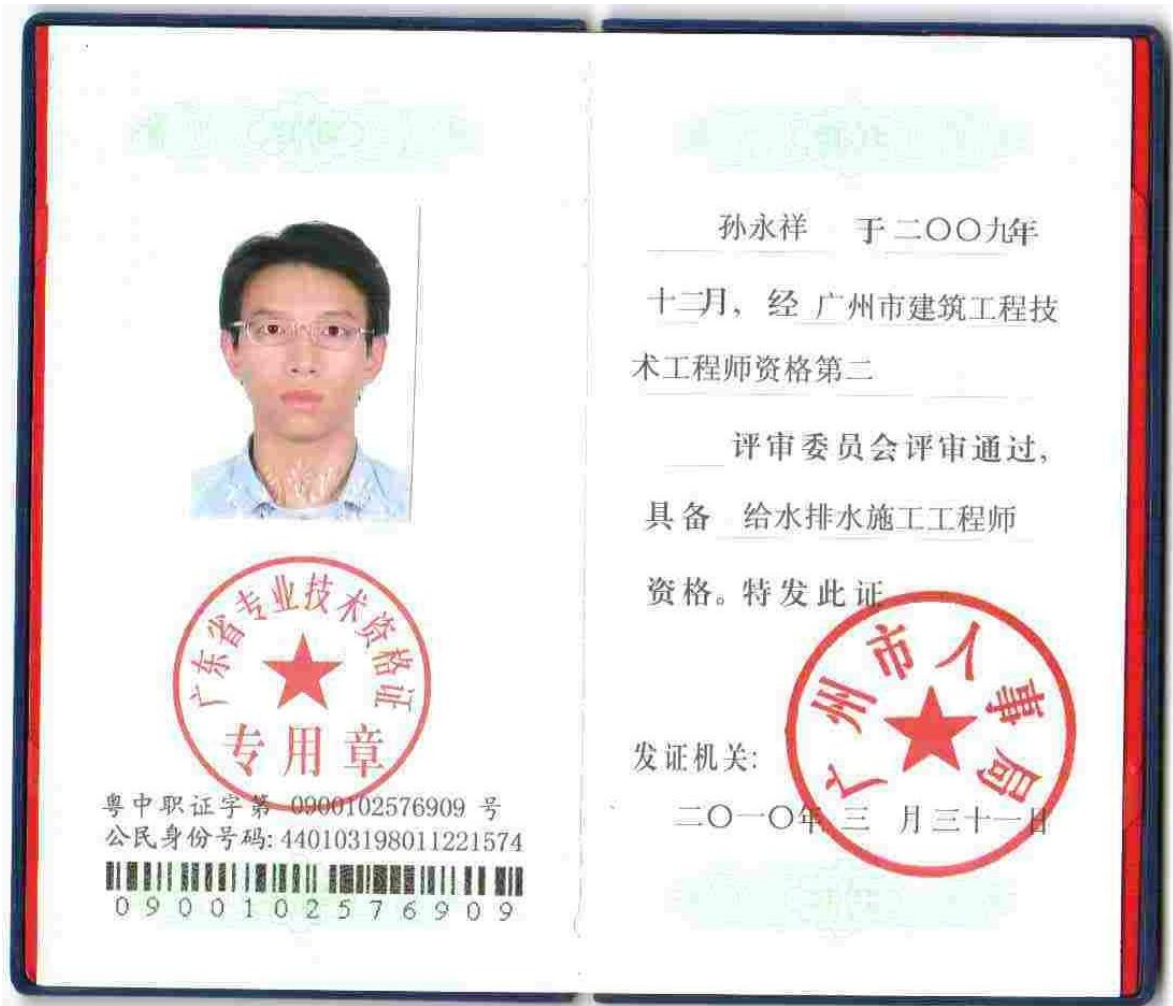 广东省专业技术资格证
专用章
粤中职证字第 0900102576909 号
公民身份号码: 440103198011221574
0900102576909
孙永祥 于二〇〇九年
十二月, 经 广州市建筑工程技
术工程师资格第二
评审委员会评审通过,
具备 给水排水施工工程师
资格。特发此证
广州市人事局
发证机关:
二〇一〇年 三 月三十一日